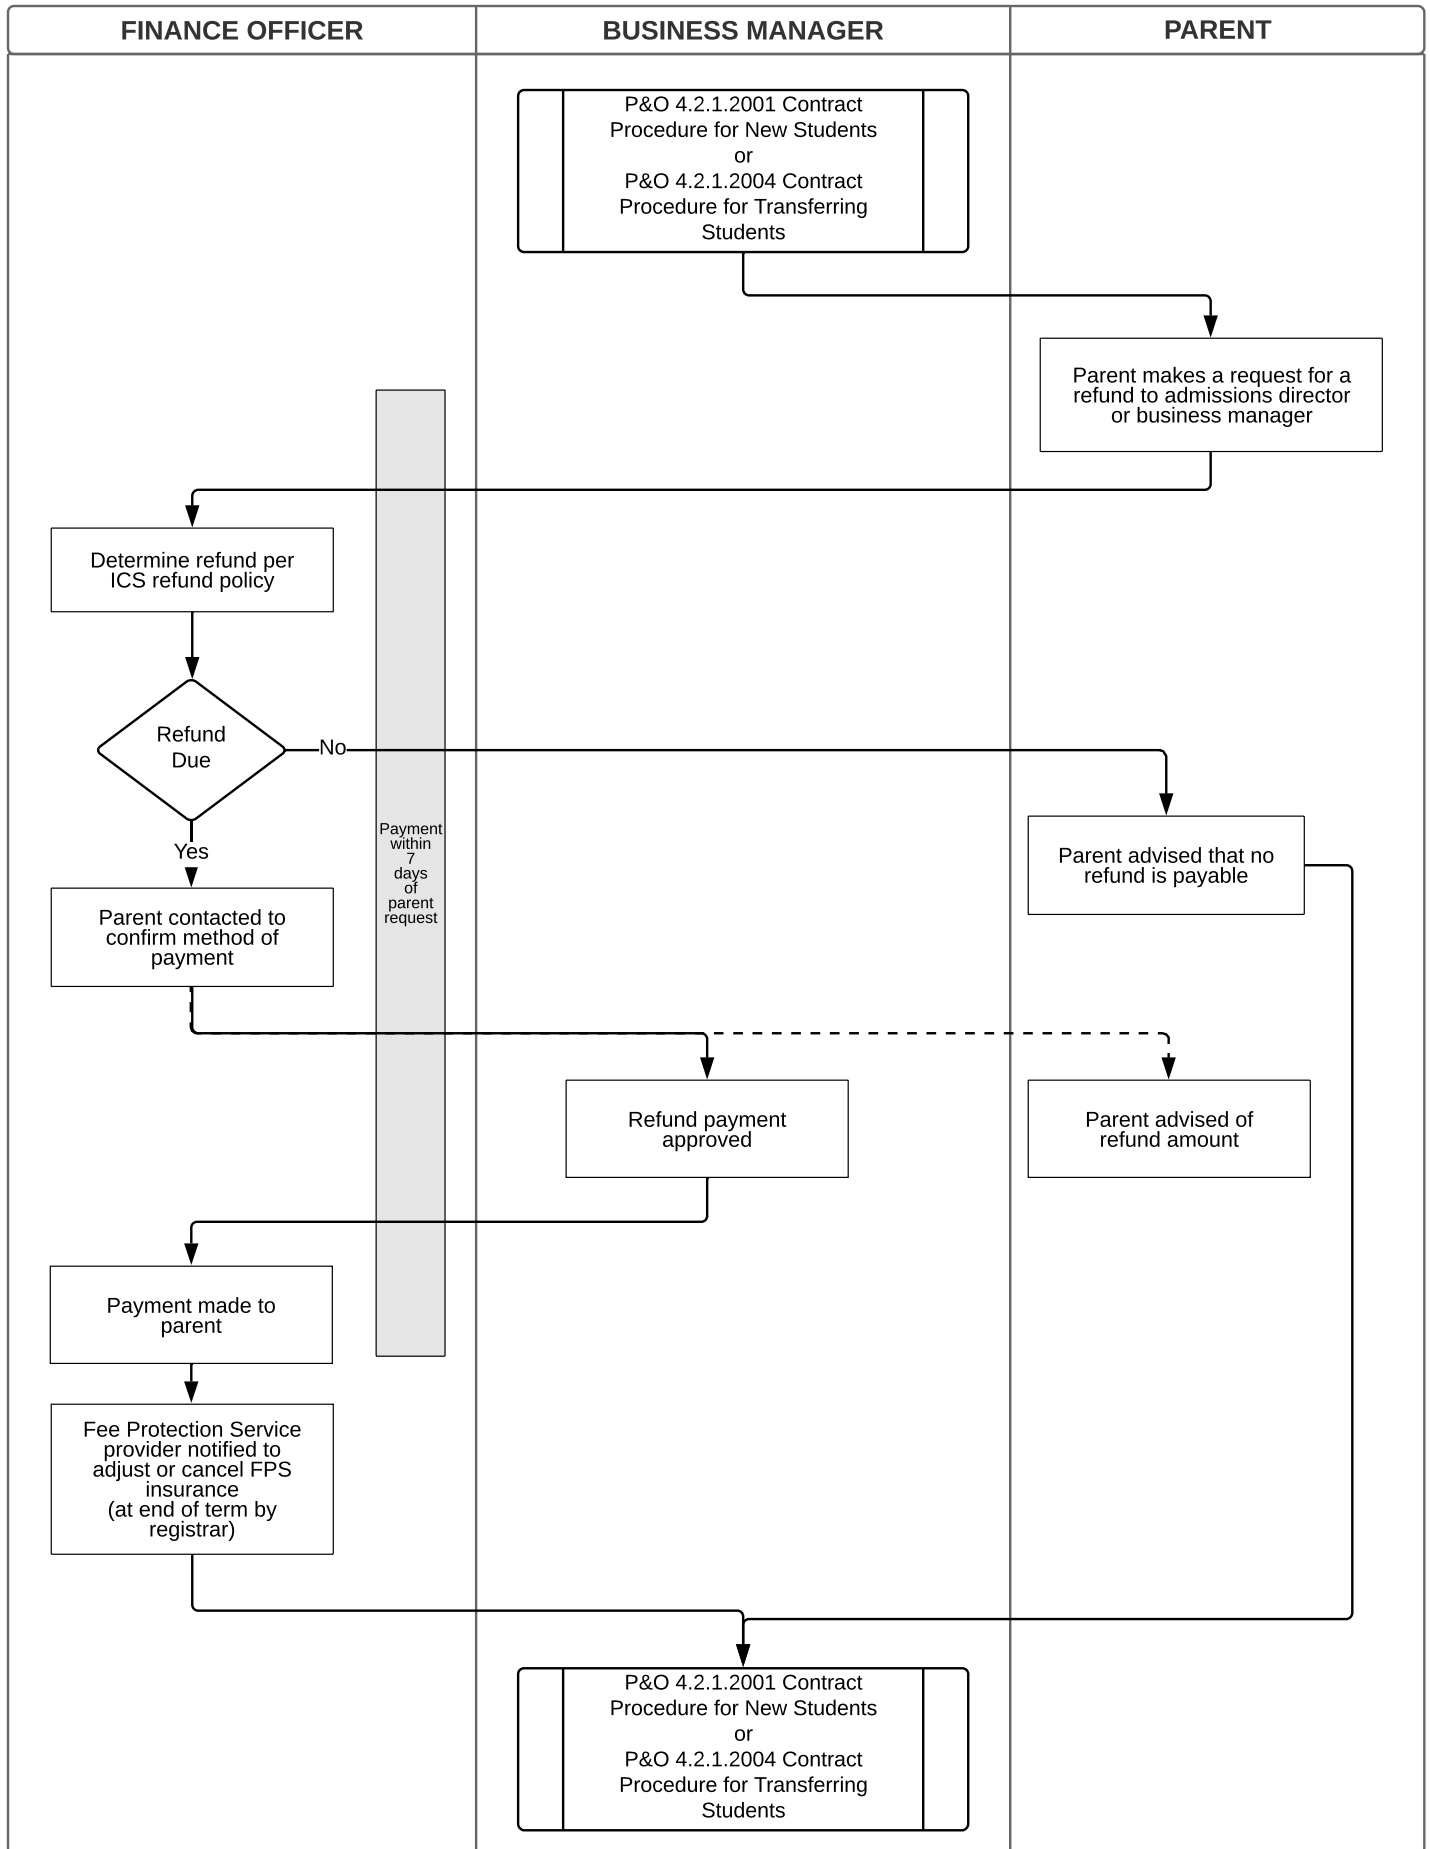 FINANCE OFFICER
BUSINESS MANAGER
PARENT
P&O 4.2.1.2001 Contract
Procedure for New Students
or
P&O 4.2.1.2004 Contract
Procedure for Transferring
Students
Parent makes a request for a
refund to admissions director
or business manager
Determine refund per
ICS refund policy
Refund
Due
No
Yes
Payment
within
7
days
of
parent
request
Parent advised that no
refund is payable
Parent contacted to
confirm method of
payment
Refund payment
approved
Parent advised of
refund amount
Payment made to
parent
Fee Protection Service
provider notified to
adjust or cancel FPS
insurance
(at end of term by
registrar)
P&O 4.2.1.2001 Contract
Procedure for New Students
or
P&O 4.2.1.2004 Contract
Procedure for Transferring
Students